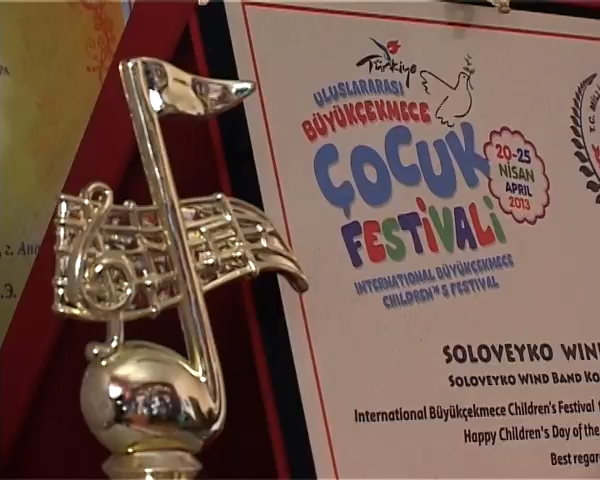 Türkiye
ULUSLARARASI
BÜYÜKÇEKMECE
ÇOCUK
FESTİVALİ
20-25
NİSAN
APRIL
2013
INTERNATIONAL BÜYÜKÇEKMECE
CHILDREN"S FESTIVAL
T.C.
SOLOVEYKO WIN
SOLOVEYKO WIND BAND KO
International Büyükçekmece Children's Festival
Happy Children's Day of the
Best regar